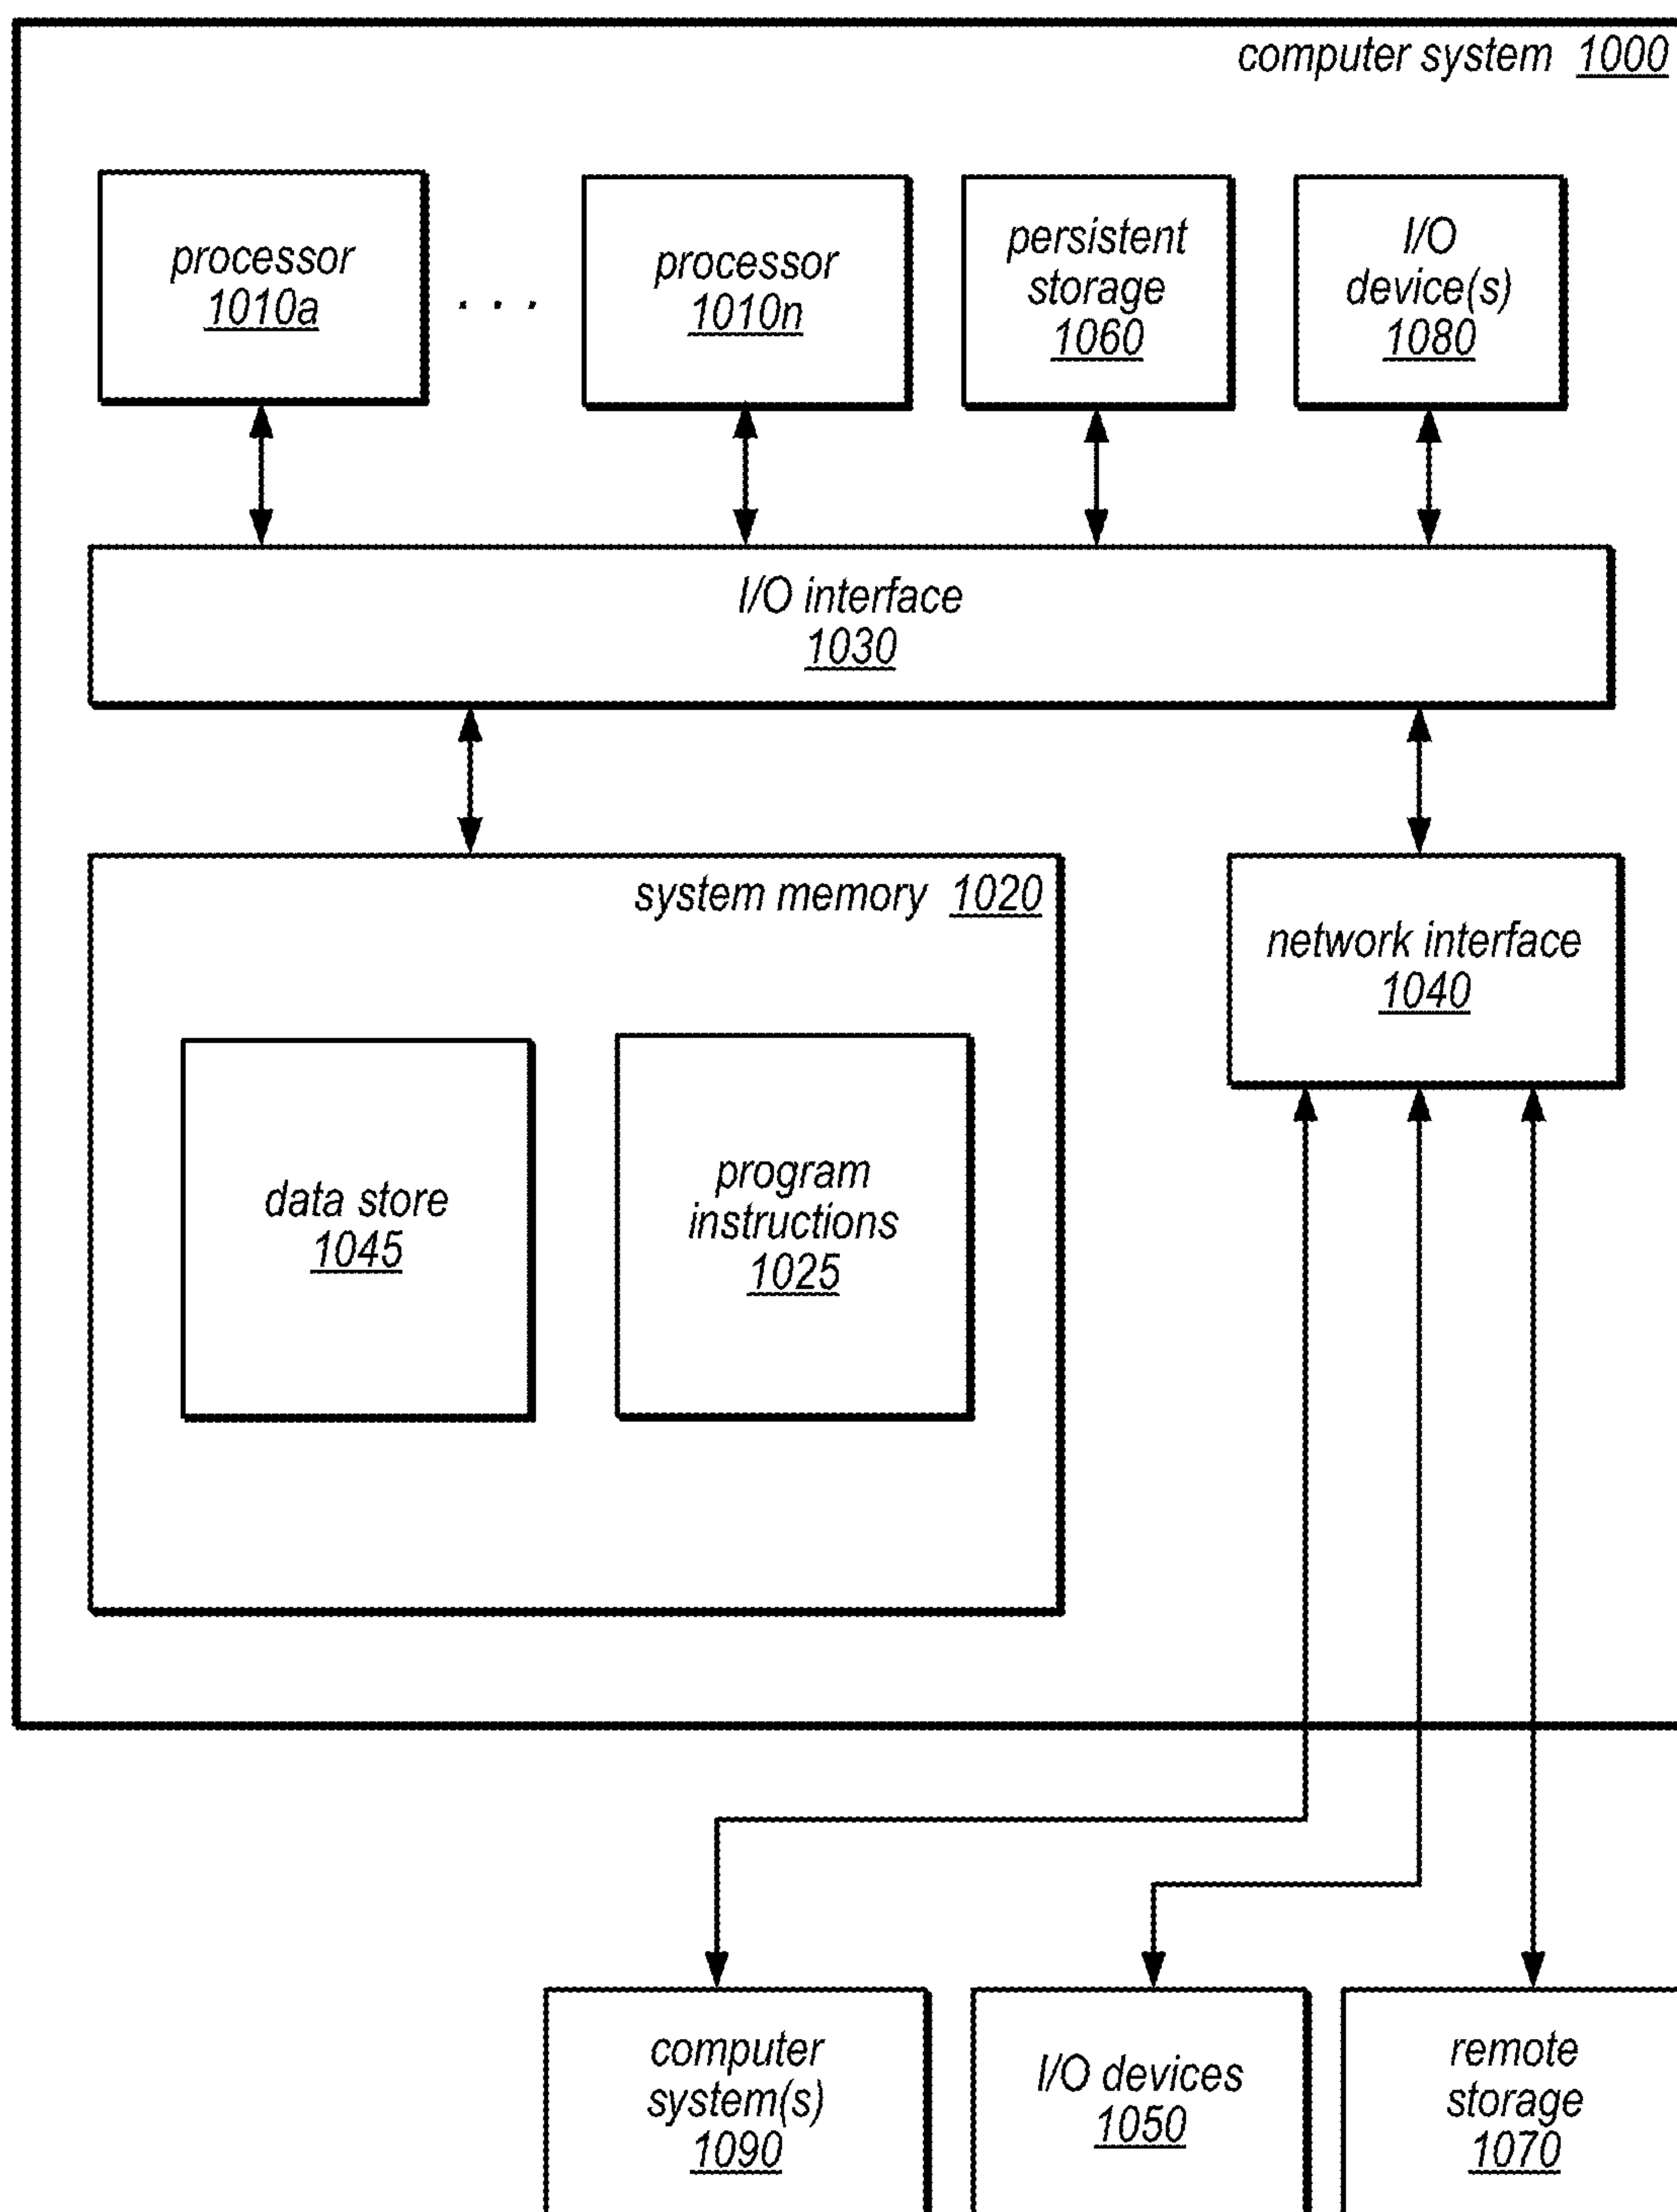 computer system 1000
processor
1010a
. . .
processor
1010n
persistent
storage
1060
I/O
device(s)
1080
I/O interface
1030
system memory 1020
network interface
1040
data store
1045
program
instructions
1025
computer
system(s)
1090
I/O devices
1050
remote
storage
1070